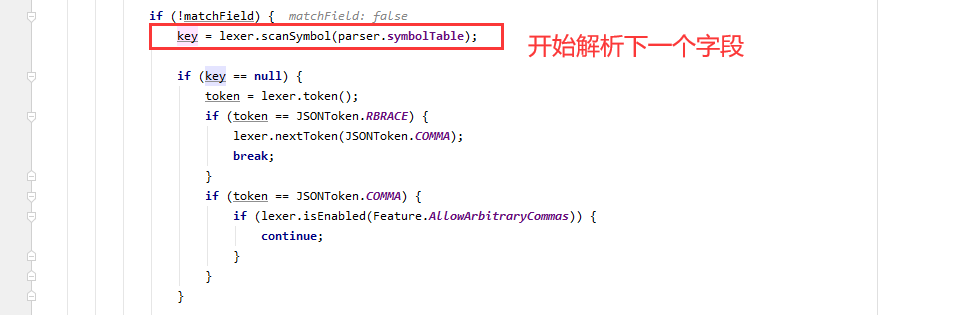 if (!matchField) {  matchField: false
key = lexer.scanSymbol(parser.symbolTable);
开始解析下一个字段
if (key == null) {
token = lexer.token();
if (token == JSONToken.RBRACE) {
lexer.nextToken(JSONToken.COMMA);
break;
}
if (token == JSONToken.COMMA) {
if (lexer.isEnabled(Feature.AllowArbitraryCommas)) {
continue;
}
}
}